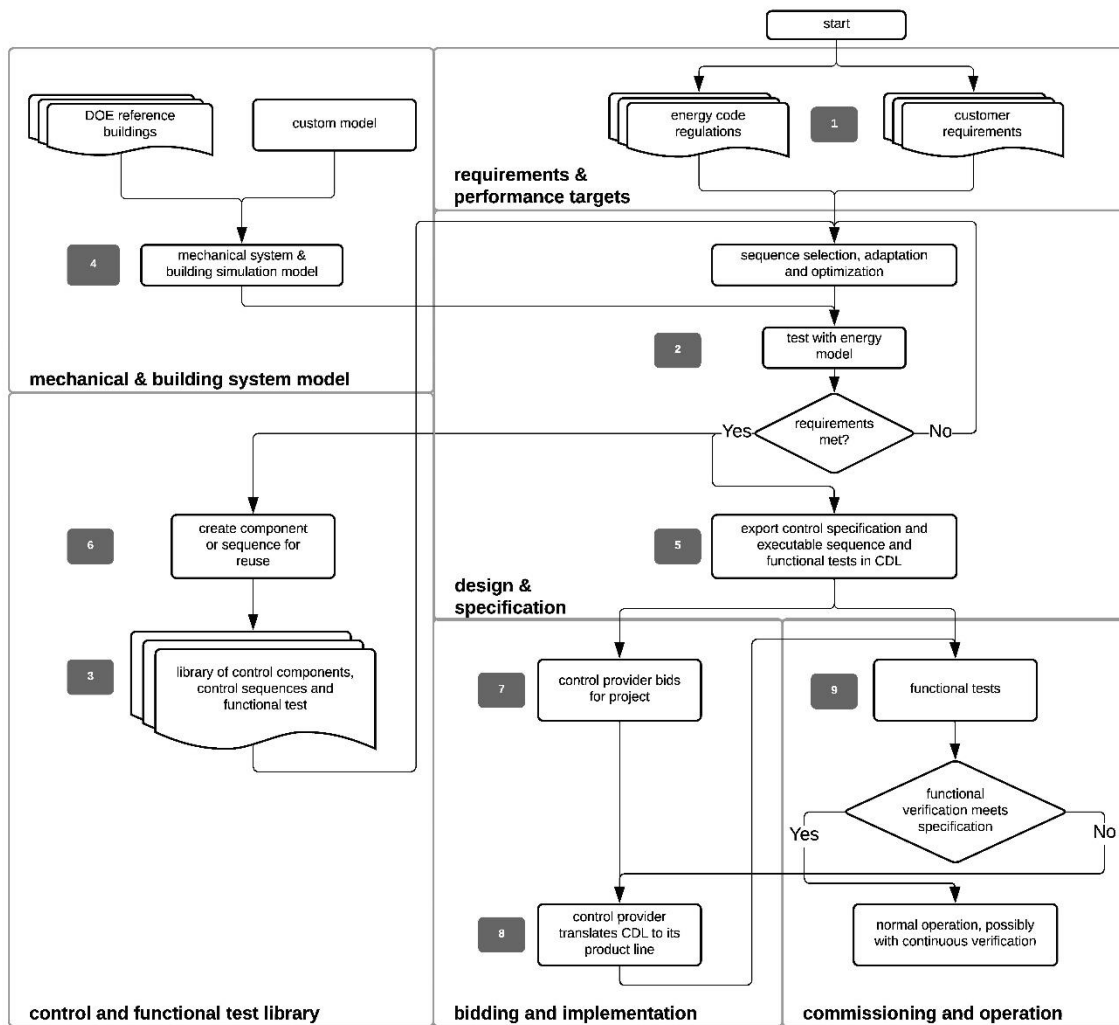 start
DOE reference
buildings
custom model
energy code
regulations
1
customer
requirements
requirements &
performance targets
4
mechanical system &
building simulation model
sequence selection, adaptation
and optimization
2
test with energy
model
mechanical & building system model
Yes
requirements
met?
No
6
create component
or sequence for
reuse
5
export control specification and
executable sequence and
functional tests in CDL
design &
specification
3
library of control components,
control sequences and
functional test
7
control provider bids
for project
9
functional tests
functional
verification meets
specification
Yes
No
8
control provider
translates CDL to its
product line
normal operation, possibly
with continuous verification
control and functional test library
bidding and implementation
commissioning and operation